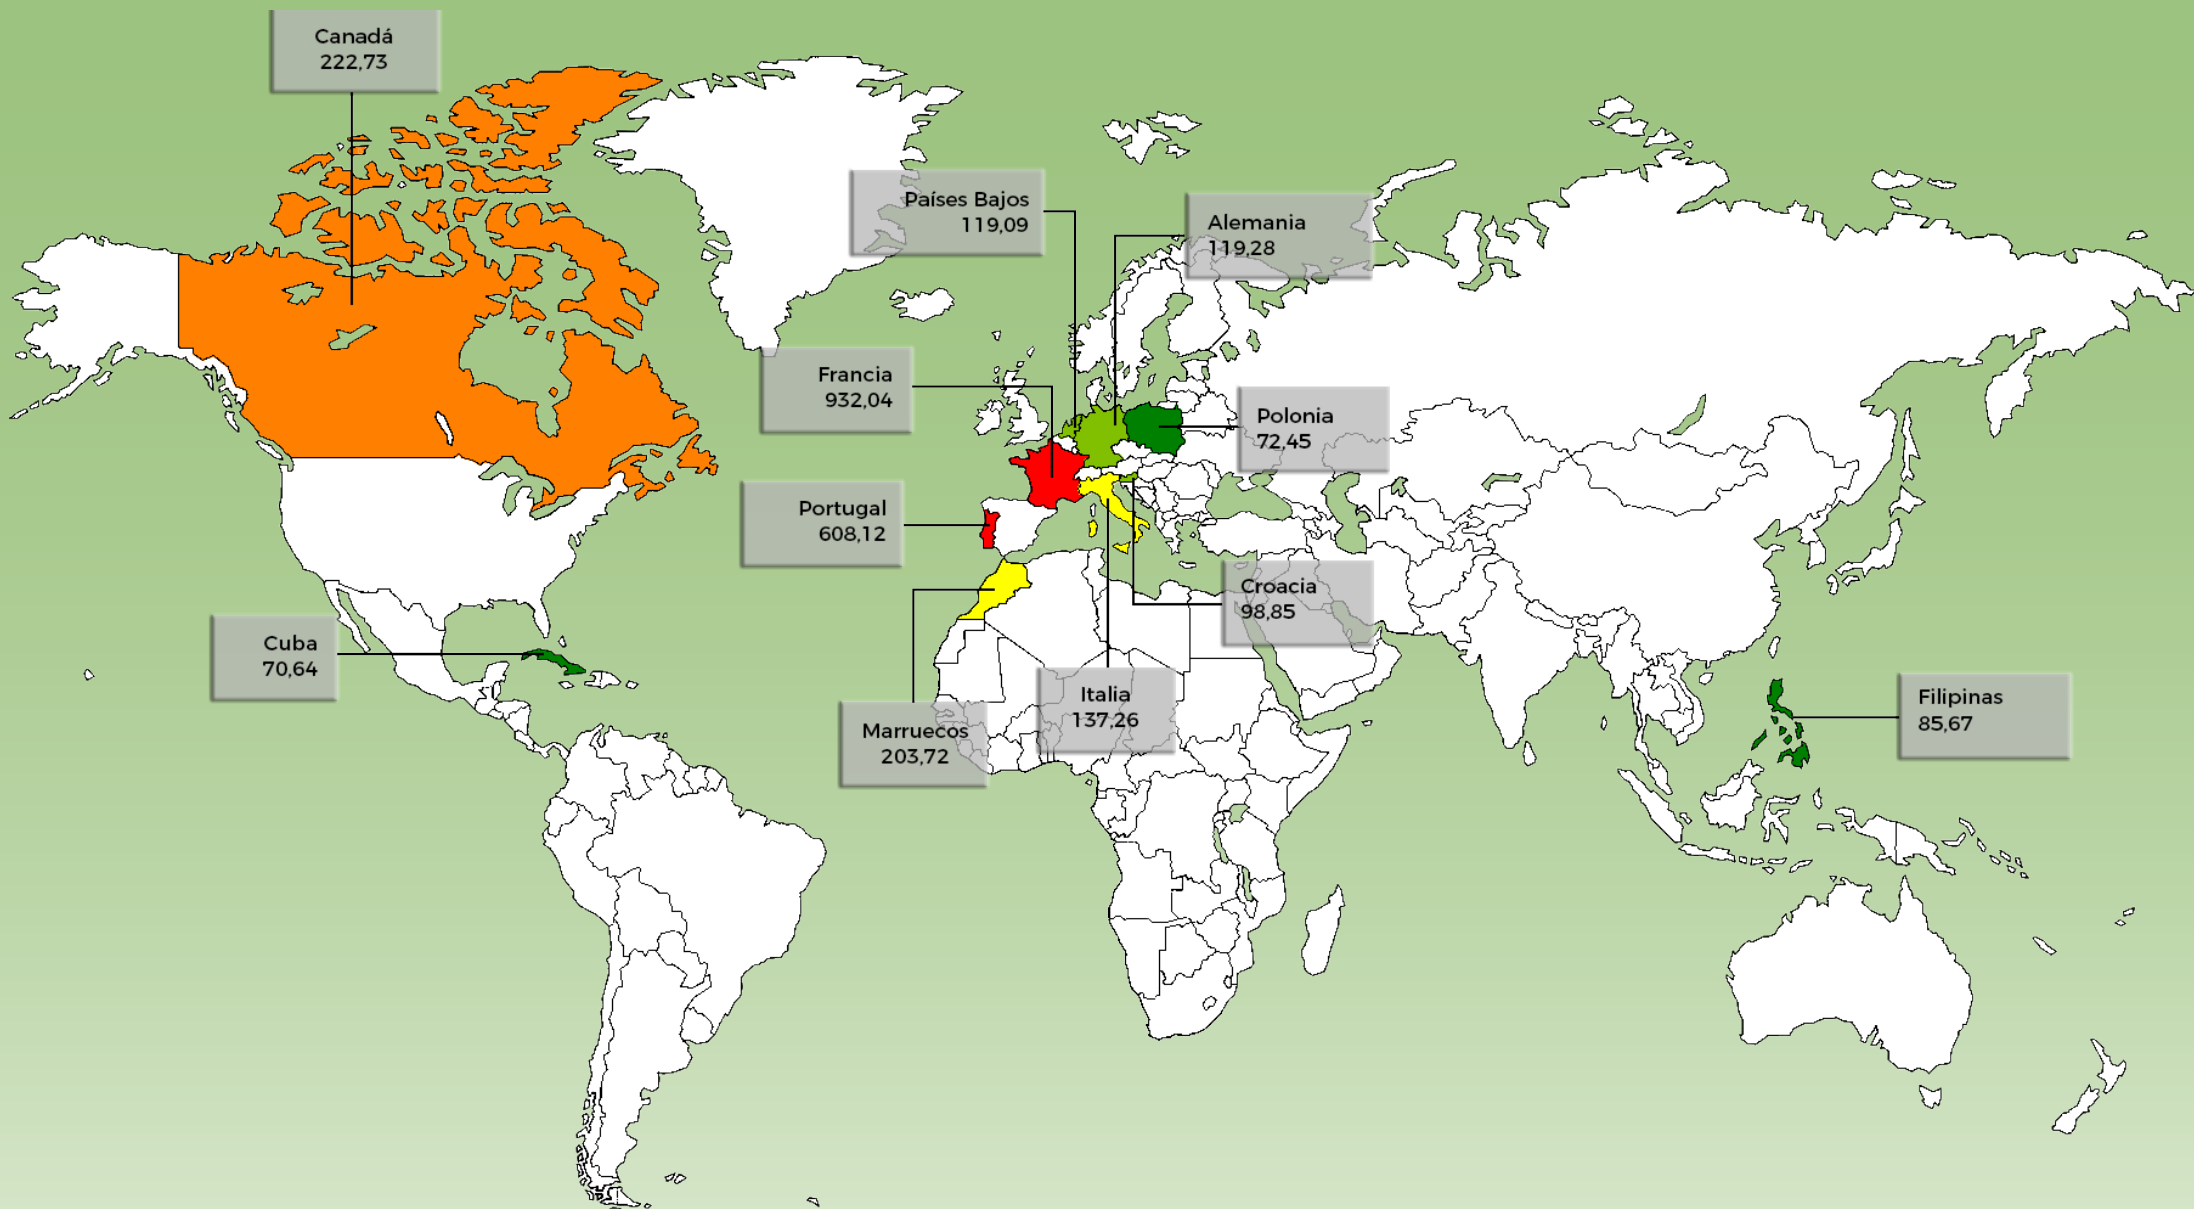 Canadá
222,73
Países Bajos
119,09
Alemania
119,28
Francia
932,04
Polonia
72,45
Portugal
608,12
Croacia
98,85
Cuba
70,64
Italia
137,26
Marruecos
203,72
Filipinas
85,67